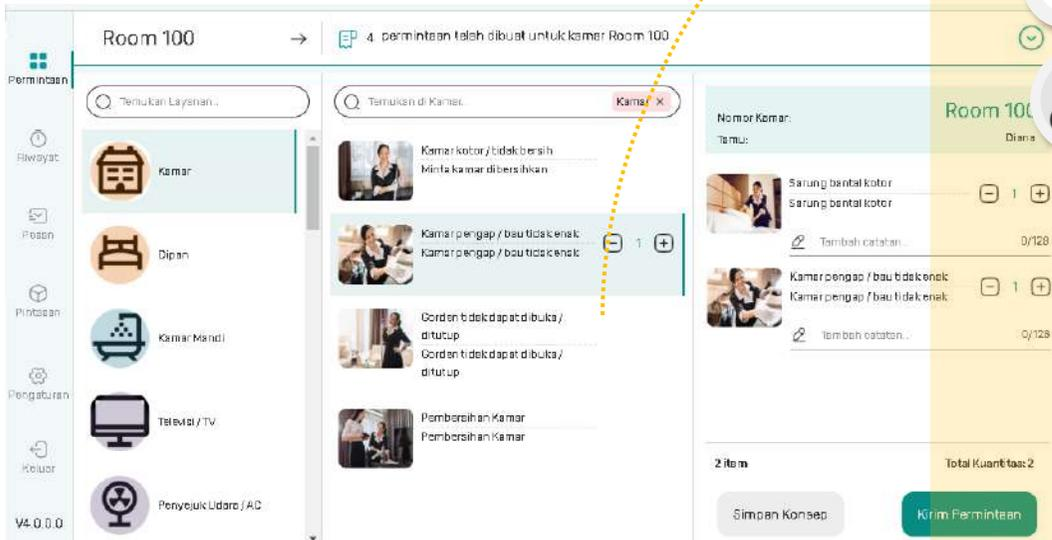 Room 100
4 permintaan telah dibuat untuk kamar Room 100
Permintaan
Riwayat
Pesan
Pintasan
Pengaturan
Keluar
V4.0.0.0
Temukan Layanan...
Kamar
Dipan
Kamar Mandi
Televisi / TV
Penyejuk Udara / AC
Temukan di Kamar...
Kamar ×
Kamar kotor / tidak bersih
Minta kamar dibersihkan
Kamar pengap / bau tidak enak
Kamar pengap / bau tidak enak
1
Gorden tidak dapat dibuka /
ditutup
Gorden tidak dapat dibuka /
ditutup
Pembersihan Kamar
Pembersihan Kamar
Nomor Kamar:
Room 100
Tamu:
Diana
Sarung bantal kotor
Sarung bantal kotor
1
Tambah catatan...
0/128
Kamar pengap / bau tidak enak
Kamar pengap / bau tidak enak
1
Tambah catatan...
0/128
2 item
Total Kuantitas: 2
Simpan Konsep
Kirim Permintaan